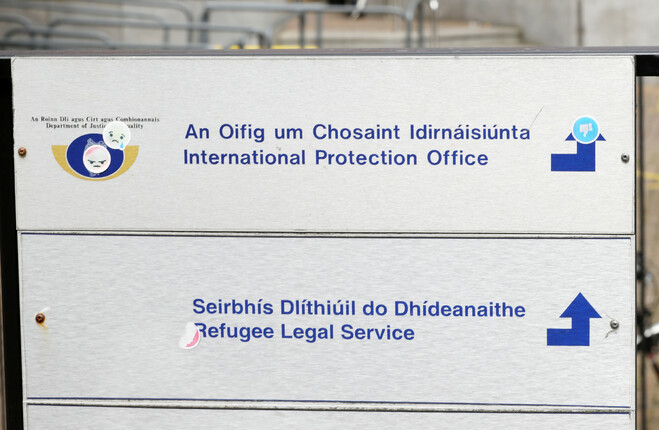 An Roinn Dlí agus Cirt agus Comhionannais
Department of Justice Equality
An Oifig um Chosaint Idirnáisiúnta
International Protection Office
Seirbhís Dlíthiúil do Dhídeanaithe
Refugee Legal Service